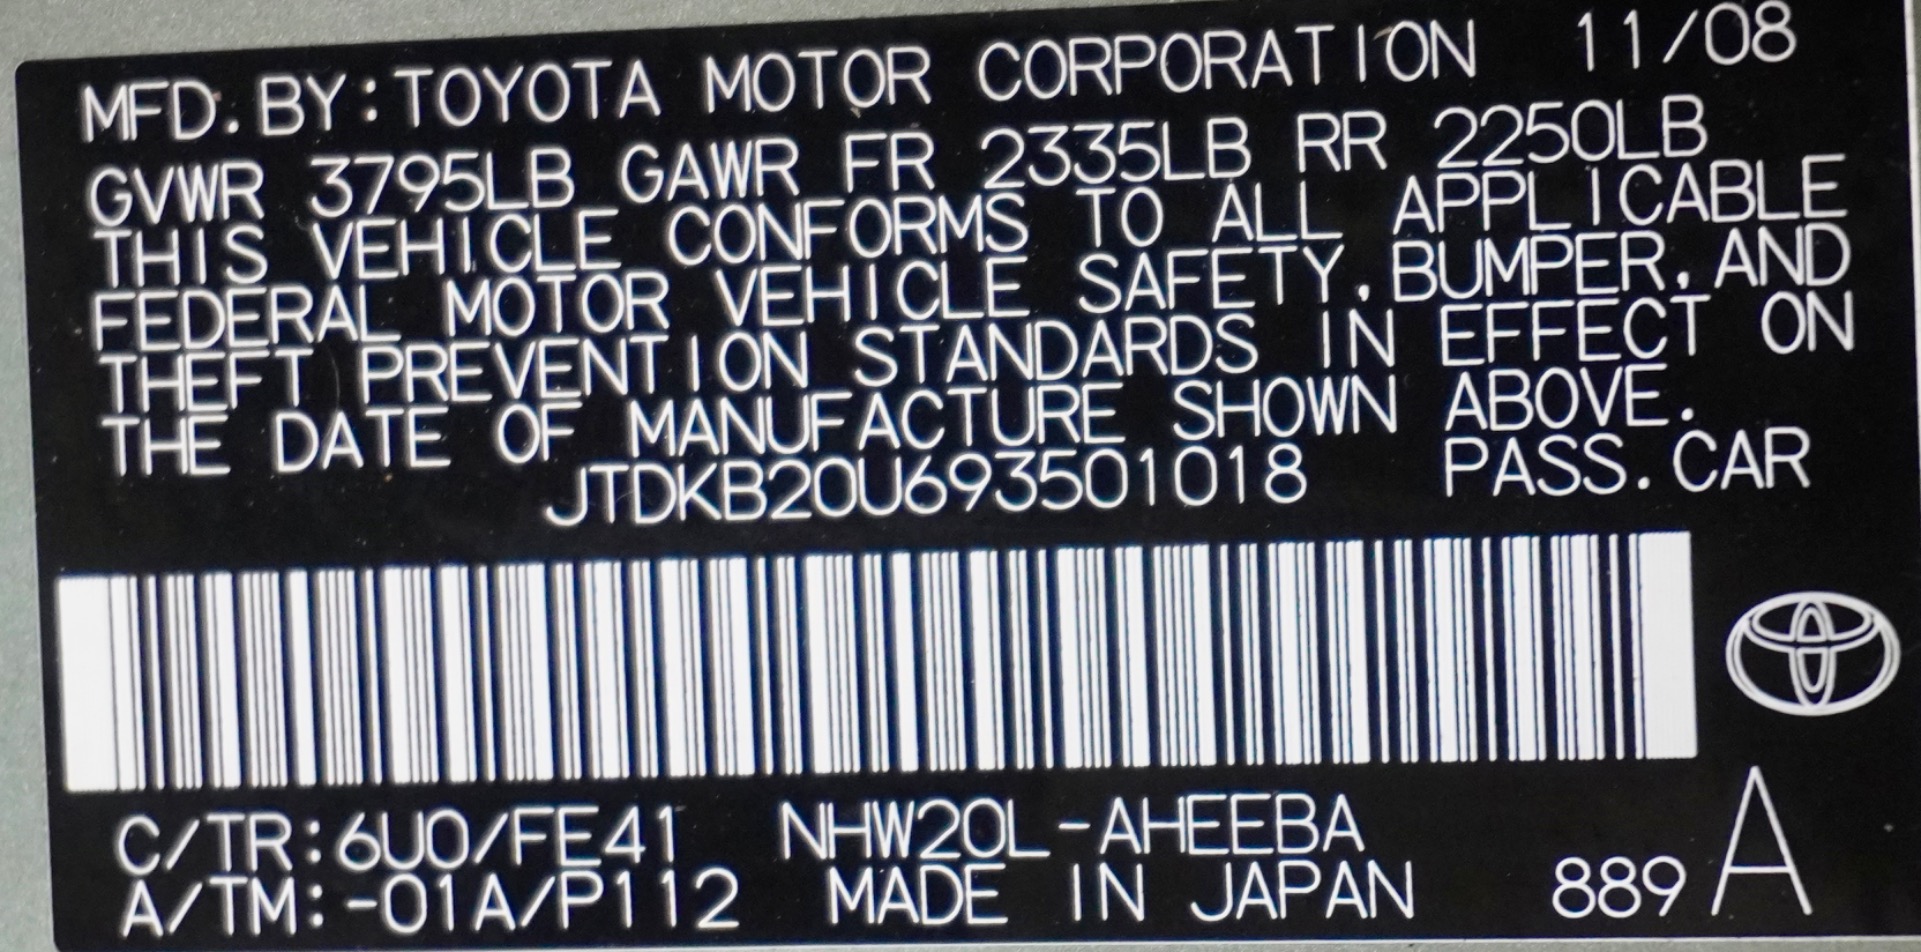 MFD. BY: TOYOTA MOTOR CORPORATION 11/08
GVWR 3795LB GAWR FR 2335LB RR 2250LB
THIS VEHICLE CONFORMS TO ALL APPLICABLE
FEDERAL MOTOR VEHICLE SAFETY, BUMPER, AND
THEFT PREVENTION STANDARDS IN EFFECT ON
THE DATE OF MANUFACTURE SHOWN ABOVE.
JTDKB20U693501018 PASS. CAR
C/TR: 6U0/FE41 NHW20L-AHEEBA
A/TM: -01A/P112 MADE IN JAPAN 889 A